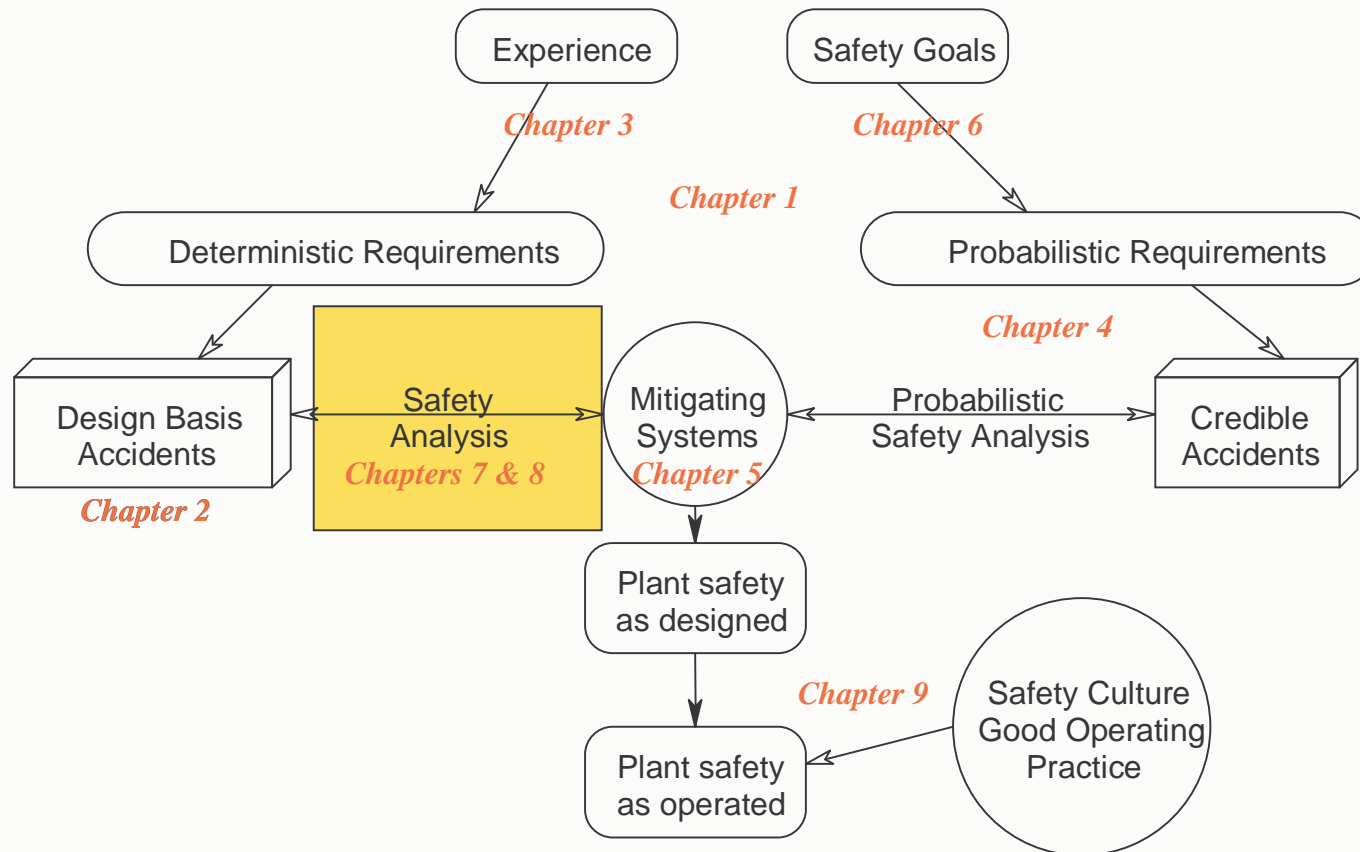 Experience
Safety Goals
Chapter 3
Chapter 6
Chapter 1
Deterministic Requirements
Probabilistic Requirements
Chapter 4
Design Basis
Accidents
Chapter 2
Safety
Analysis
Chapters 7 & 8
Mitigating
Systems
Chapter 5
Probabilistic
Safety Analysis
Credible
Accidents
Plant safety
as designed
Chapter 9
Safety Culture
Good Operating
Practice
Plant safety
as operated